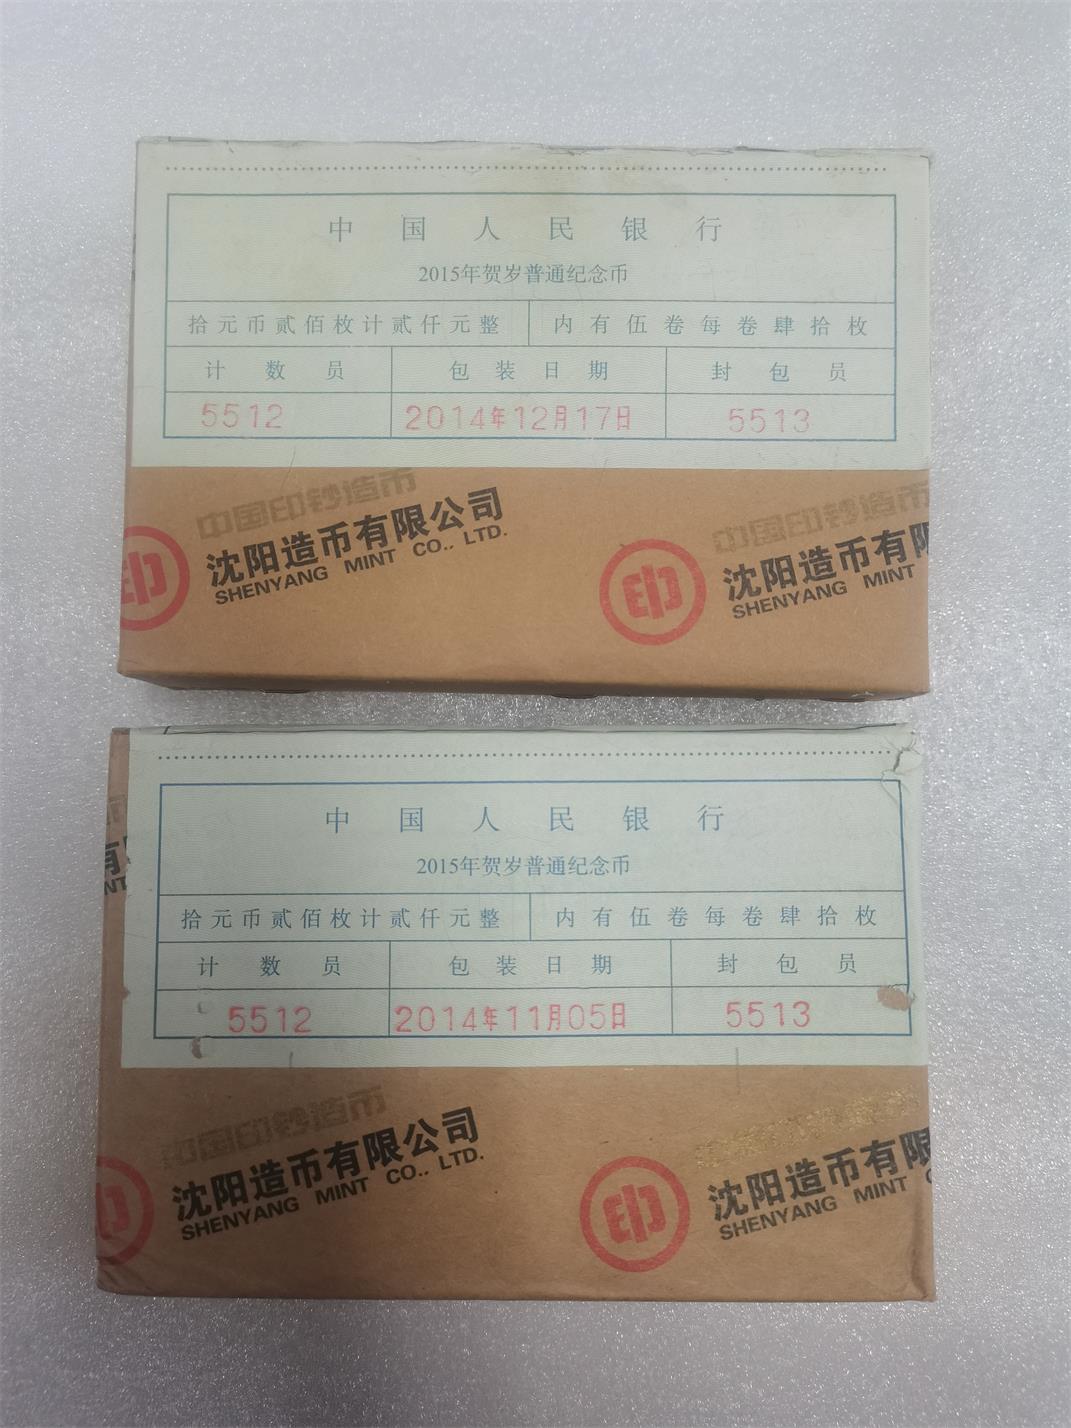 中国人民银行
2015年贺岁普通纪念币
拾元币贰佰枚计贰仟元整 内有伍卷每卷肆拾枚
计数员 包装日期 封包员
5512 2014年12月17日 5513
中国印钞造币 中国印钞造币
沈阳造币有限公司 沈阳造币有限
SHENYANG MINT CO., LTD. SHENYANG MINT
中国人民银行
2015年贺岁普通纪念币
拾元币贰佰枚计贰仟元整 内有伍卷每卷肆拾枚
计数员 包装日期 封包员
5512 2014年11月05日 5513
中国印钞造币
沈阳造币有限公司 沈阳造币有限
SHENYANG MINT CO., LTD. SHENYANG MINT